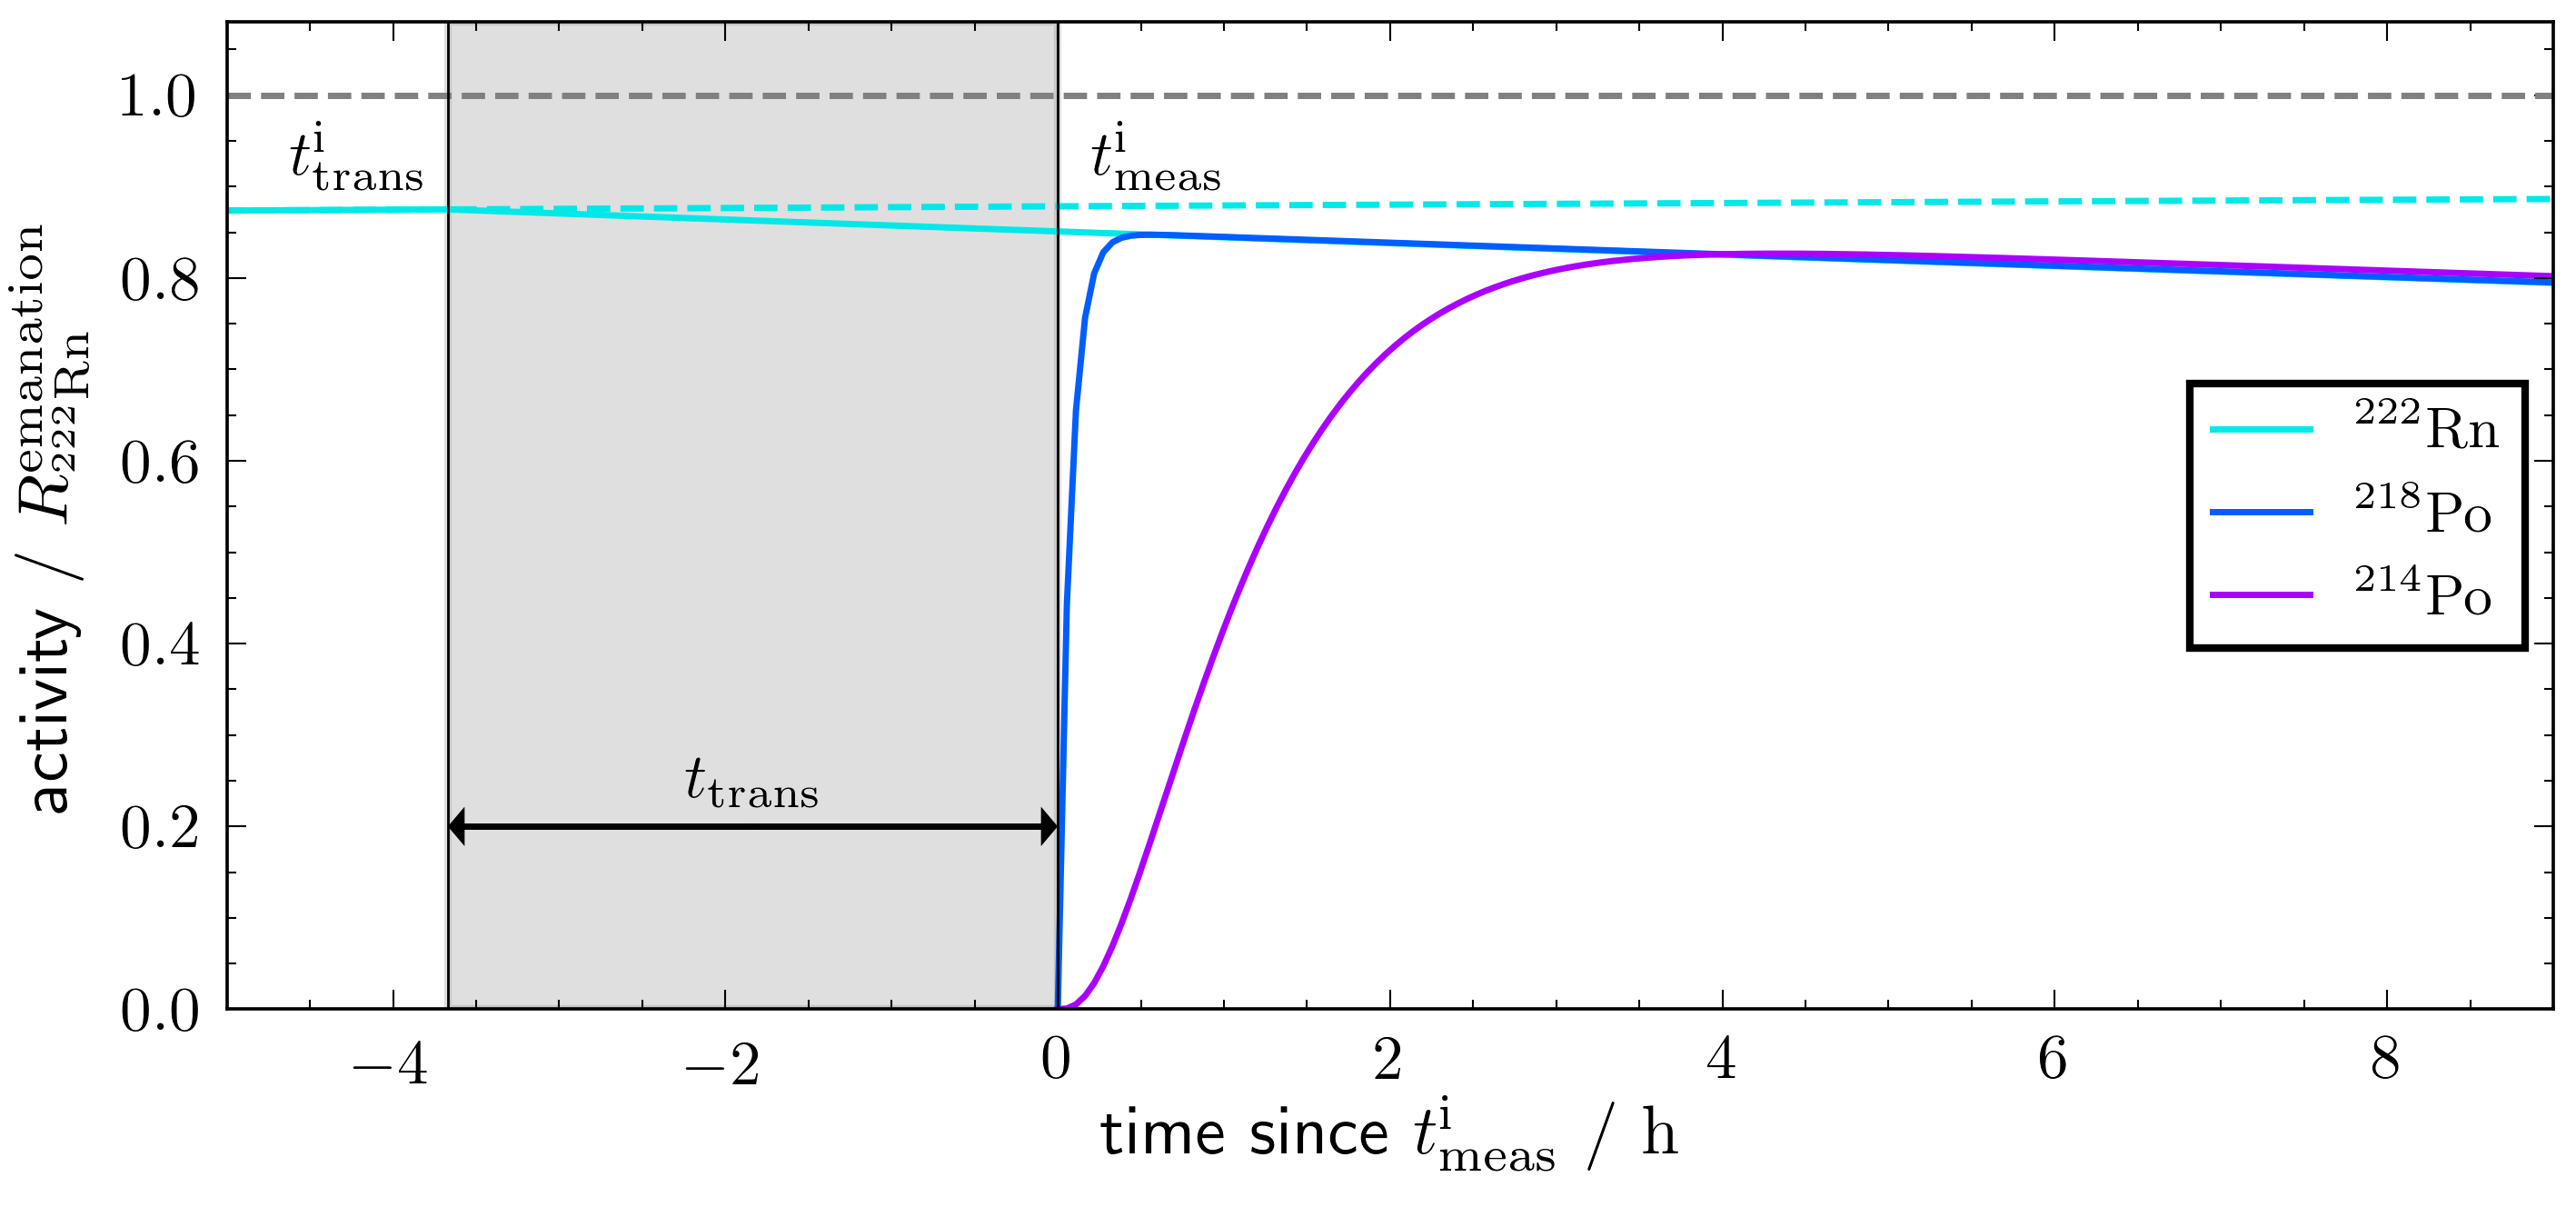 activity / R^emanation_222Rn
1.0
0.8
0.6
0.4
0.2
0.0
t^i_trans
t^i_meas
t_trans
²²²Rn
²¹⁸Po
²¹⁴Po
−4 −2 0 2 4 6 8
time since t^i_meas / h